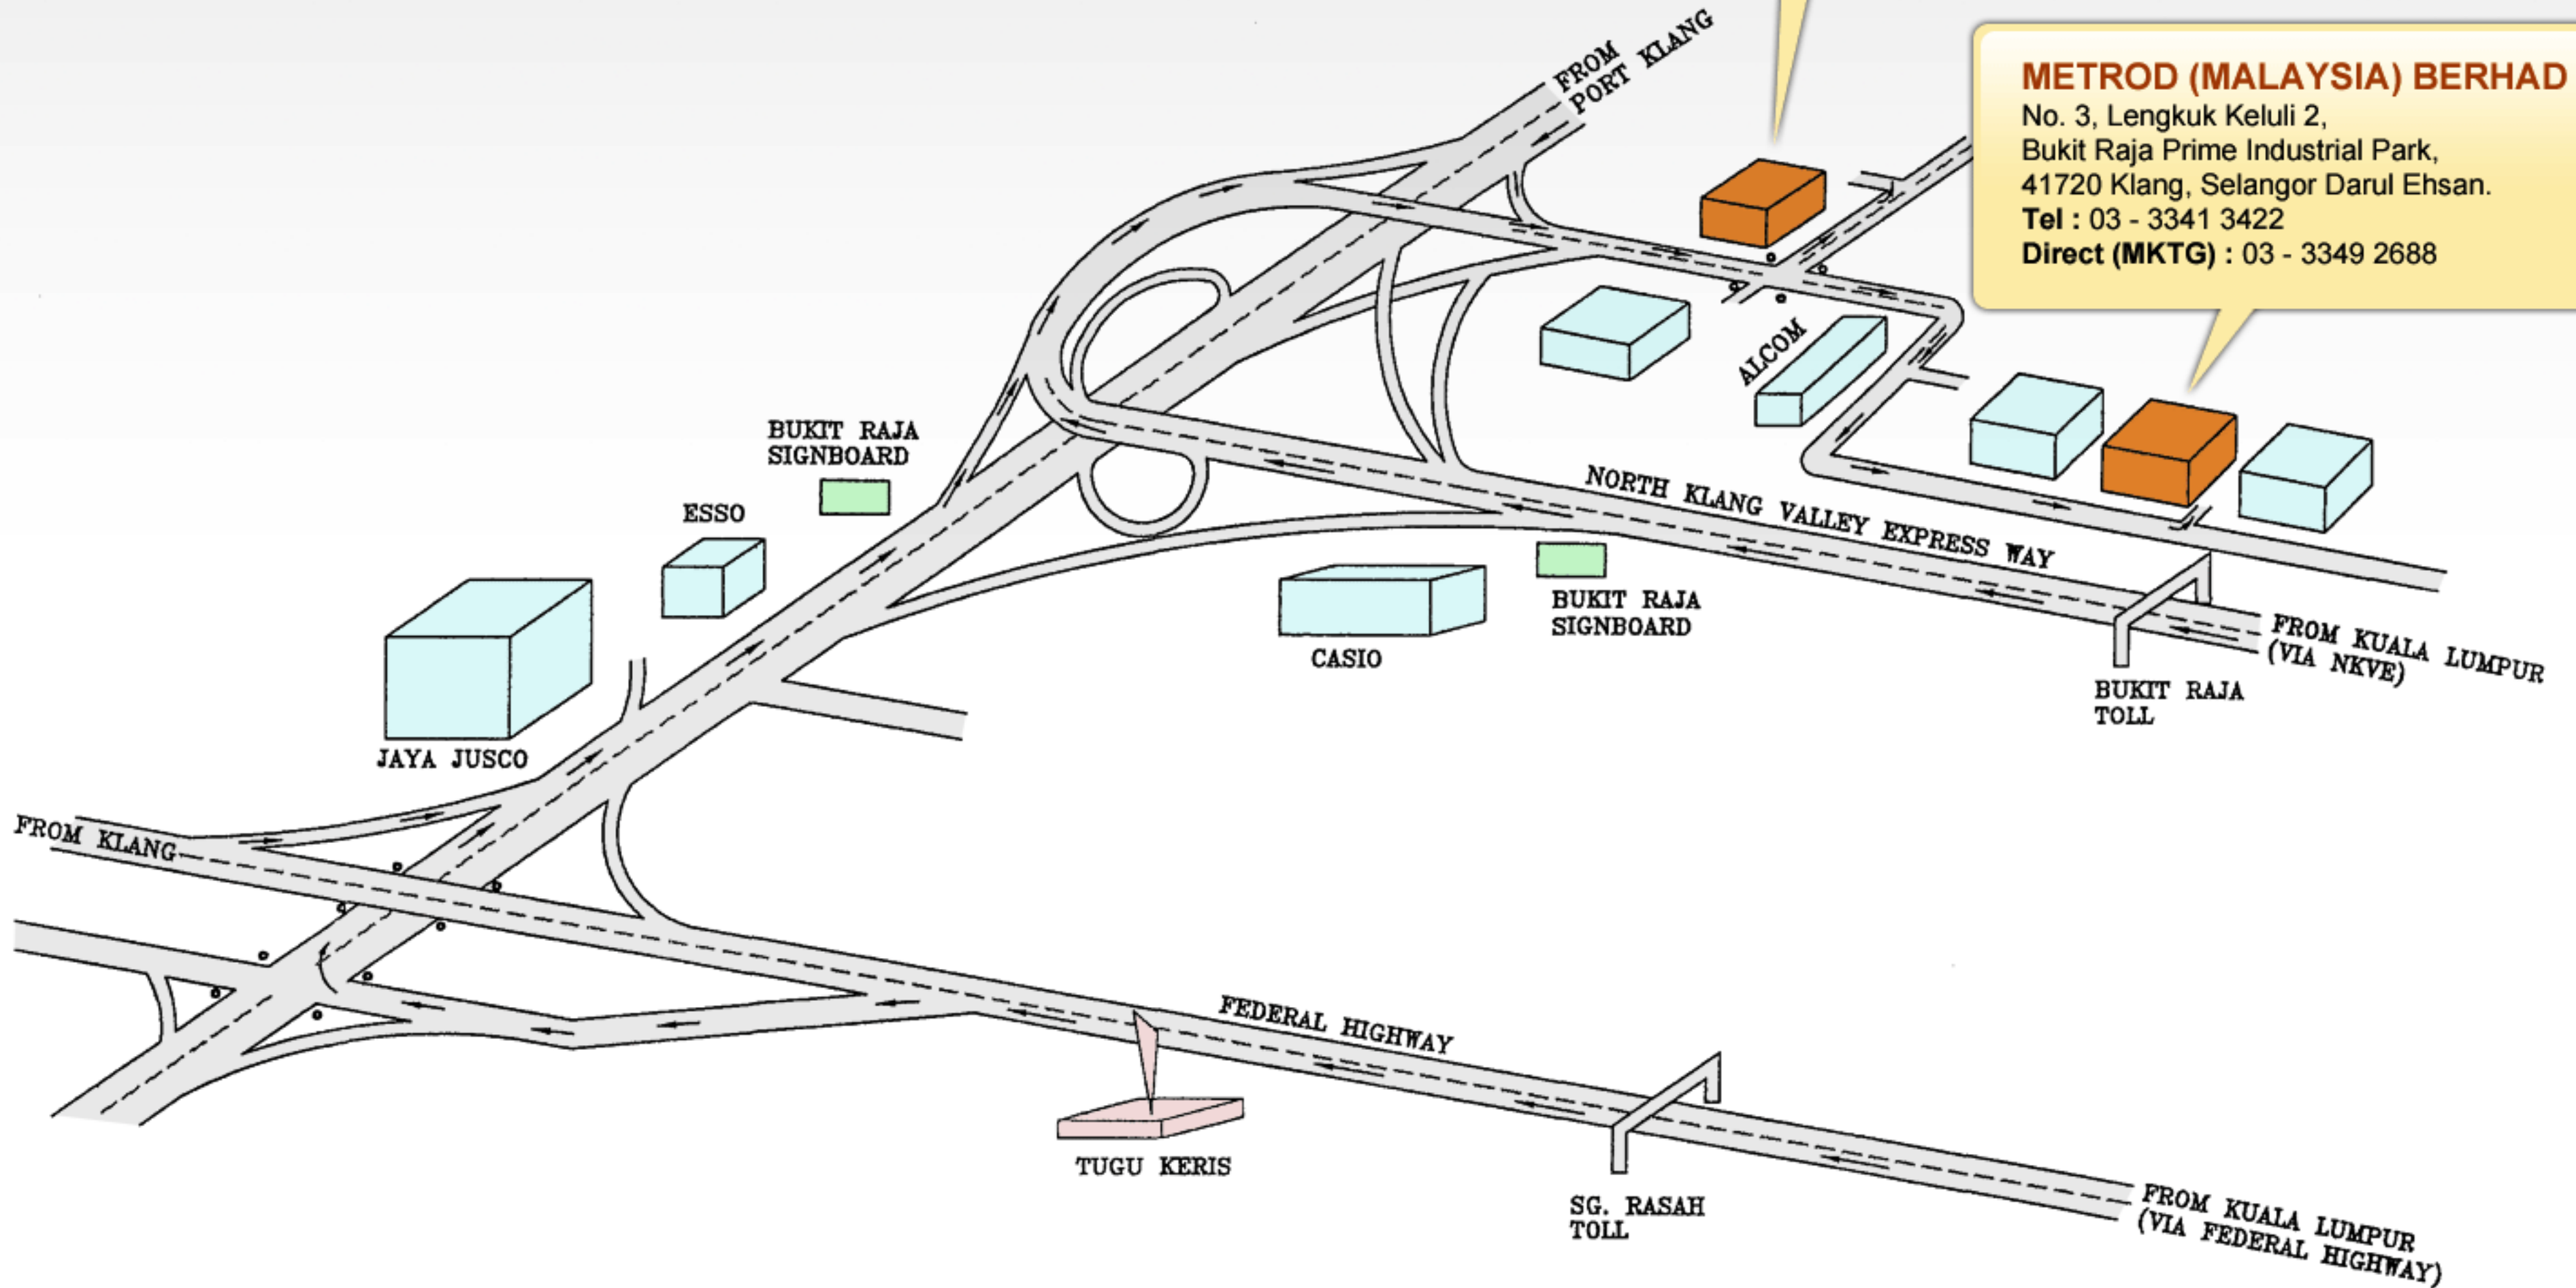 FROM
PORT KLANG
METROD (MALAYSIA) BERHAD
No. 3, Lengkuk Keluli 2,
Bukit Raja Prime Industrial Park,
41720 Klang, Selangor Darul Ehsan.
Tel : 03 - 3341 3422
Direct (MKTG) : 03 - 3349 2688
ALCOM
BUKIT RAJA
SIGNBOARD
ESSO
NORTH KLANG VALLEY EXPRESS WAY
BUKIT RAJA
SIGNBOARD
CASIO
FROM KUALA LUMPUR
(VIA NKVE)
BUKIT RAJA
TOLL
JAYA JUSCO
FROM KLANG
FEDERAL HIGHWAY
TUGU KERIS
SG. RASAH
TOLL
FROM KUALA LUMPUR
(VIA FEDERAL HIGHWAY)